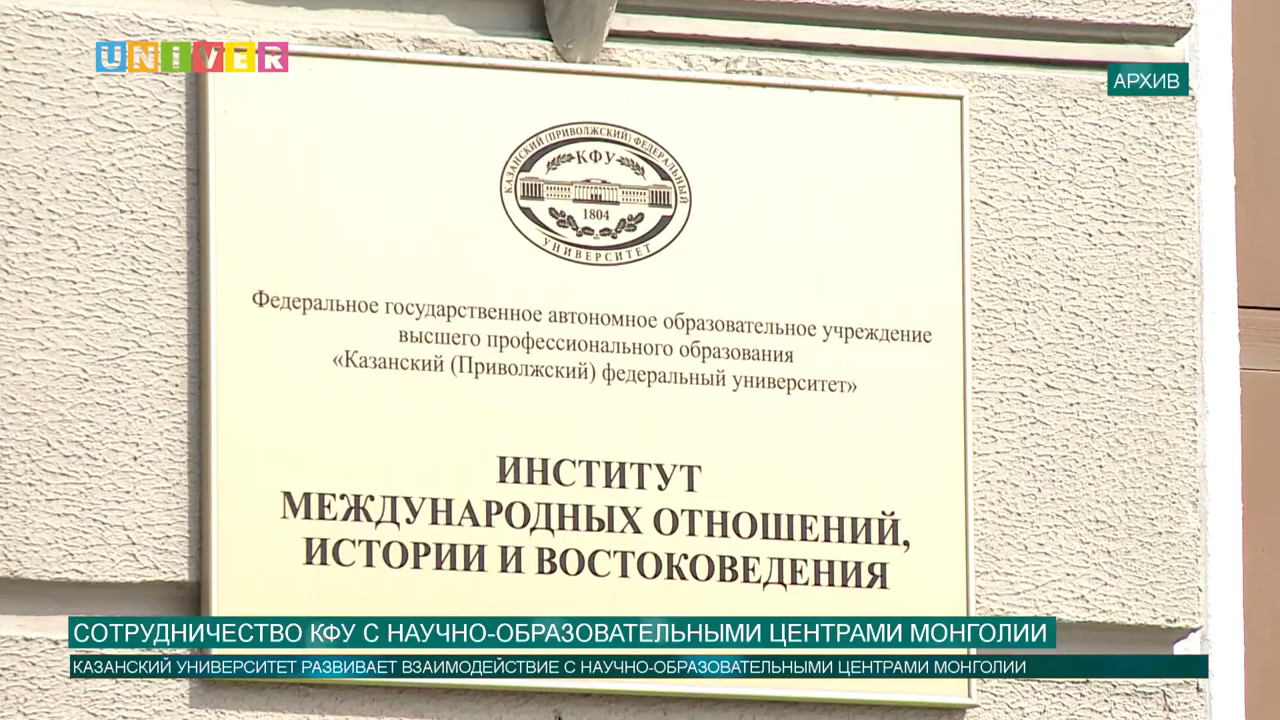 UNIVER
АРХИВ
КАЗАНСКИЙ (ПРИВОЛЖСКИЙ) ФЕДЕРАЛЬНЫЙ
КФУ
1804
УНИВЕРСИТЕТ
Федеральное государственное автономное образовательное учреждение
высшего профессионального образования
«Казанский (Приволжский) федеральный университет»
ИНСТИТУТ
МЕЖДУНАРОДНЫХ ОТНОШЕНИЙ,
ИСТОРИИ И ВОСТОКОВЕДЕНИЯ
СОТРУДНИЧЕСТВО КФУ С НАУЧНО-ОБРАЗОВАТЕЛЬНЫМИ ЦЕНТРАМИ МОНГОЛИИ
КАЗАНСКИЙ УНИВЕРСИТЕТ РАЗВИВАЕТ ВЗАИМОДЕЙСТВИЕ С НАУЧНО-ОБРАЗОВАТЕЛЬНЫМИ ЦЕНТРАМИ МОНГОЛИИ